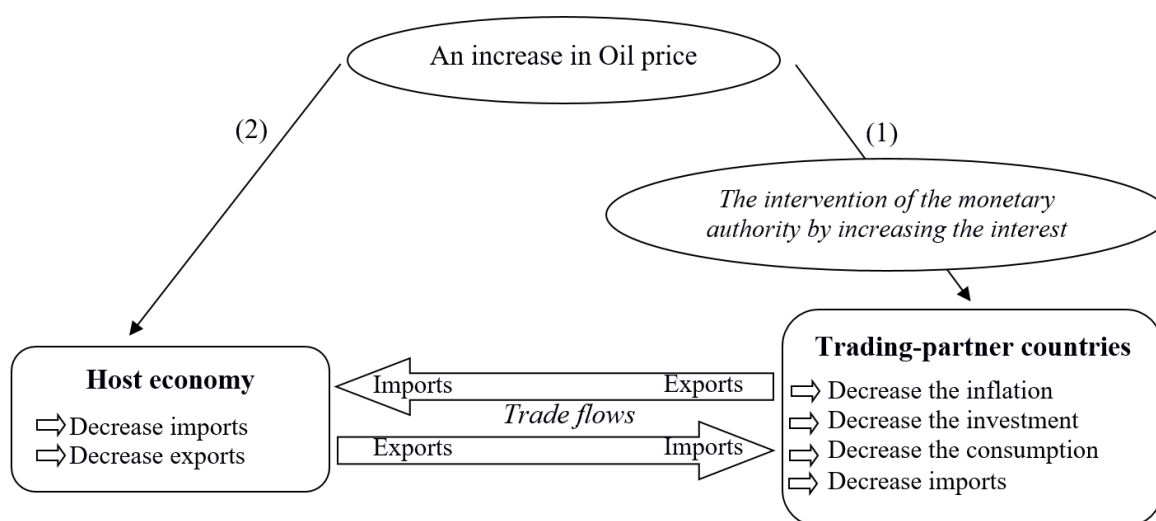 An increase in Oil price
(2)
(1)
The intervention of the monetary
authority by increasing the interest
Host economy
Decrease imports
Decrease exports
Imports
Exports
Trade flows
Exports
Imports
Trading-partner countries
Decrease the inflation
Decrease the investment
Decrease the consumption
Decrease imports